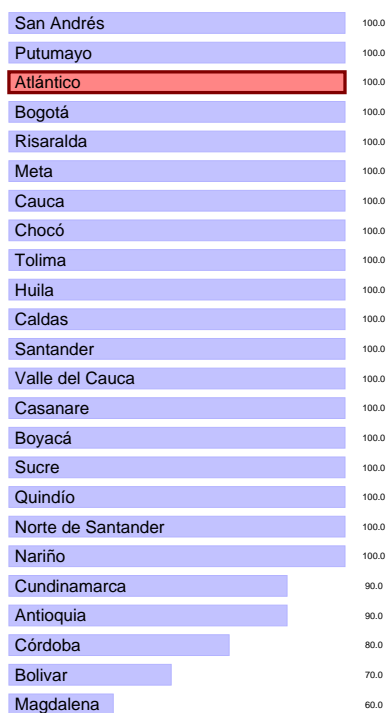 San Andrés 100.0
Putumayo 100.0
Atlántico 100.0
Bogotá 100.0
Risaralda 100.0
Meta 100.0
Cauca 100.0
Chocó 100.0
Tolima 100.0
Huila 100.0
Caldas 100.0
Santander 100.0
Valle del Cauca 100.0
Casanare 100.0
Boyacá 100.0
Sucre 100.0
Quindío 100.0
Norte de Santander 100.0
Nariño 100.0
Cundinamarca 90.0
Antioquia 90.0
Córdoba 80.0
Bolivar 70.0
Magdalena 60.0